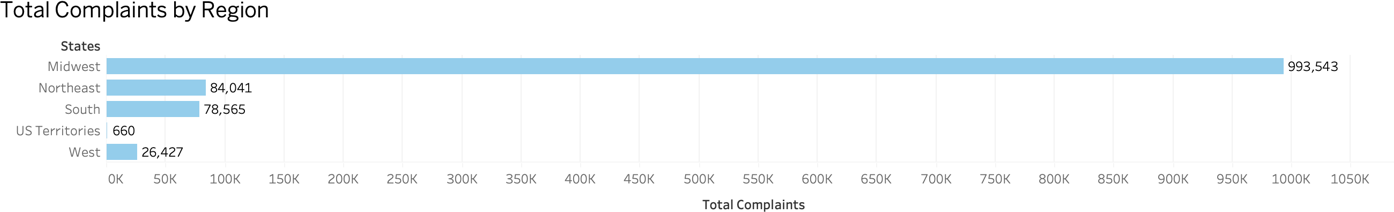 Total Complaints by Region
States
Midwest 993,543
Northeast 84,041
South 78,565
US Territories 660
West 26,427
0K 50K 100K 150K 200K 250K 300K 350K 400K 450K 500K 550K 600K 650K 700K 750K 800K 850K 900K 950K 1000K 1050K
Total Complaints